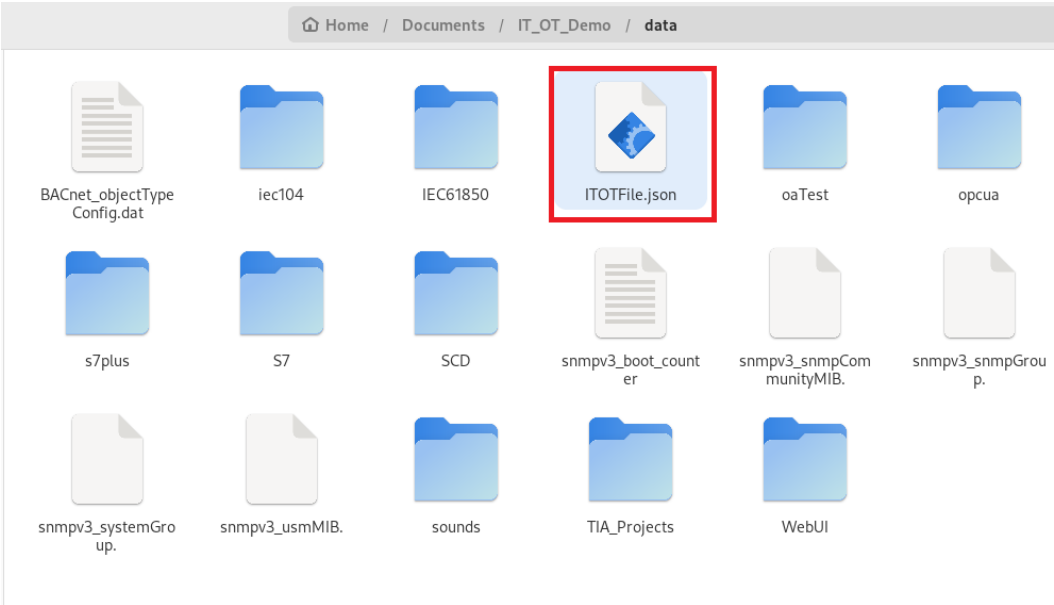 Home / Documents / IT_OT_Demo / data
BACnet_objectType
Config.dat
iec104
IEC61850
ITOTFile.json
oaTest
opcua
s7plus
S7
SCD
snmpv3_boot_count
er
snmpv3_snmpCom
munityMIB.
snmpv3_snmpGrou
p.
snmpv3_systemGro
up.
snmpv3_usmMIB.
sounds
TIA_Projects
WebUI